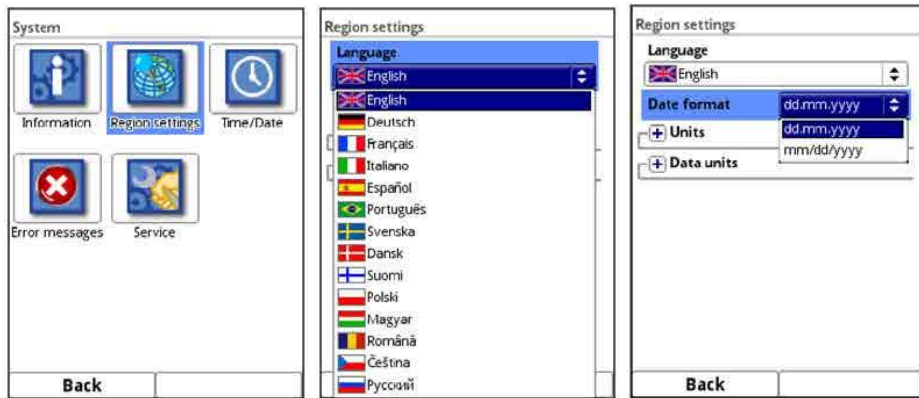 System
Information
Region settings
Time/Date
Error messages
Service
Back
Region settings
Language
English
English
Deutsch
Français
Italiano
Español
Português
Svenska
Dansk
Suomi
Polski
Magyar
Română
Čeština
Русский
Region settings
Language
English
Date format dd.mm.yyyy
dd.mm.yyyy
Units
mm/dd/yyyy
Data units
Back